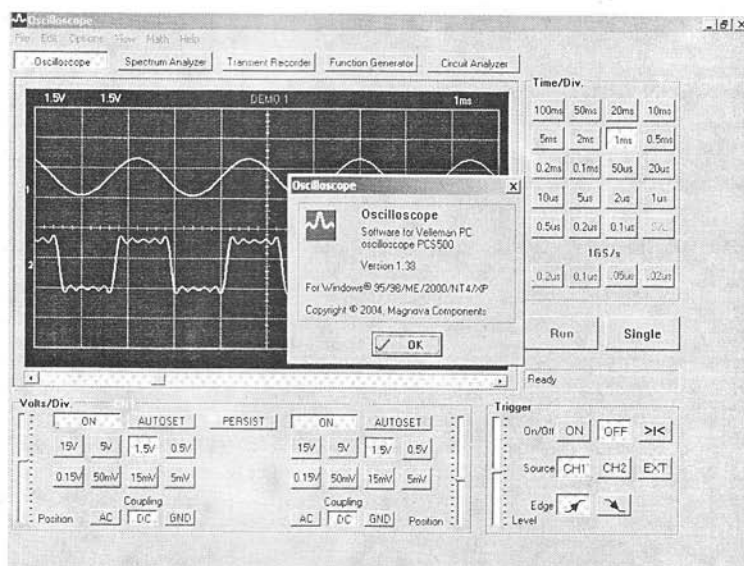 Oscilloscope
File Edit Options View Math Help
Oscilloscope Spectrum Analyzer Transient Recorder Function Generator Circuit Analyzer
1.5V 1.5V DEMO 1 1ms
1
2
Oscilloscope
Oscilloscope
Software for Velleman PC
oscilloscope PCS500
Version 1.38
For Windows® 95/98/ME/2000/NT4/XP
Copyright © 2004, Magnova Components
OK
Time/Div.
100ms 50ms 20ms 10ms
5ms 2ms 1ms 0.5ms
0.2ms 0.1ms 50us 20us
10us 5us 2us 1us
0.5us 0.2us 0.1us
1GS/s
0.2us 0.1us .05us .02us
Run Single
Ready
Volts/Div.
ON AUTOSET PERSIST ON AUTOSET
15V 5V 1.5V 0.5V 15V 5V 1.5V 0.5V
0.15V 50mV 15mV 5mV 0.15V 50mV 15mV 5mV
Coupling Coupling
Position AC DC GND AC DC GND Position
Trigger
On/Off ON OFF >|<
Source CH1 CH2 EXT
Edge
Level